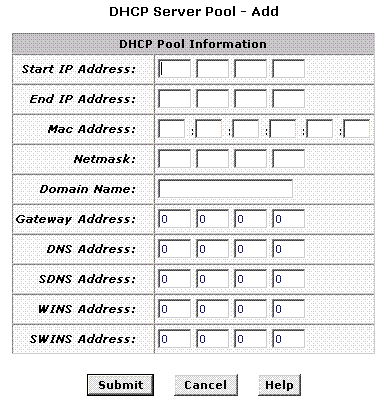 DHCP Server Pool - Add
DHCP Pool Information
Start IP Address:
End IP Address:
Mac Address: : : : : :
Netmask:
Domain Name:
Gateway Address: 0 0 0 0
DNS Address: 0 0 0 0
SDNS Address: 0 0 0 0
WINS Address: 0 0 0 0
SWINS Address: 0 0 0 0
Submit Cancel Help